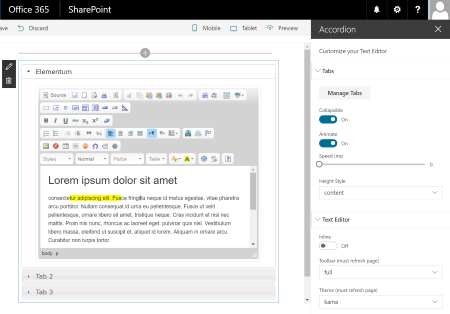 Office 365
SharePoint
ave
Discard
Mobile
Tablet
Preview
Accordion
Customize your Text Editor
Tabs
Manage Tabs
Collapsible
On
Animate
On
Speed (ms)
0
Height Style
content
Text Editor
Inline
Off
Toolbar (must refresh page)
full
Theme (must refresh page)
kama
Elementum
Source
Styles
Normal
Police
Taille
Lorem ipsum dolor sit amet
consectetur adipiscing elit. Fusce fringilla neque id metus egestas, vitae pharetra
arcu porttitor. Nullam consequat id urna eu pellentesque. Fusce ut velit
pellentesque, ornare libero sit amet, tristique neque. Cras tincidunt et nisl nec
mattis. Proin nisi nunc, rhoncus ac laoreet eget, pulvinar quis nisi. Vestibulum
libero massa, eleifend ut suscipit et, aliquet id lorem. Aliquam in ornare arcu.
Curabitur non turpis tortor.
body p
Tab 2
Tab 3